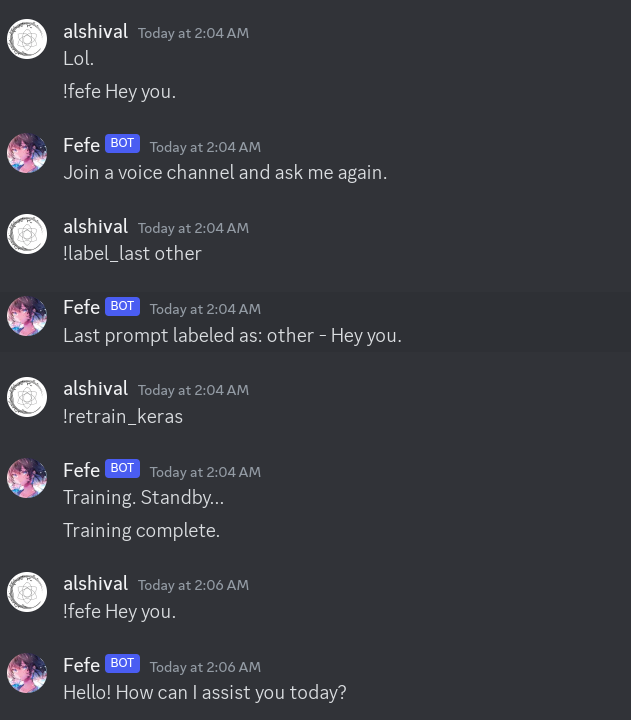 alshival Today at 2:04 AM
Lol.
!fefe Hey you.
Fefe BOT Today at 2:04 AM
Join a voice channel and ask me again.
alshival Today at 2:04 AM
!label_last other
Fefe BOT Today at 2:04 AM
Last prompt labeled as: other - Hey you.
alshival Today at 2:04 AM
!retrain_keras
Fefe BOT Today at 2:04 AM
Training. Standby...
Training complete.
alshival Today at 2:06 AM
!fefe Hey you.
Fefe BOT Today at 2:06 AM
Hello! How can I assist you today?